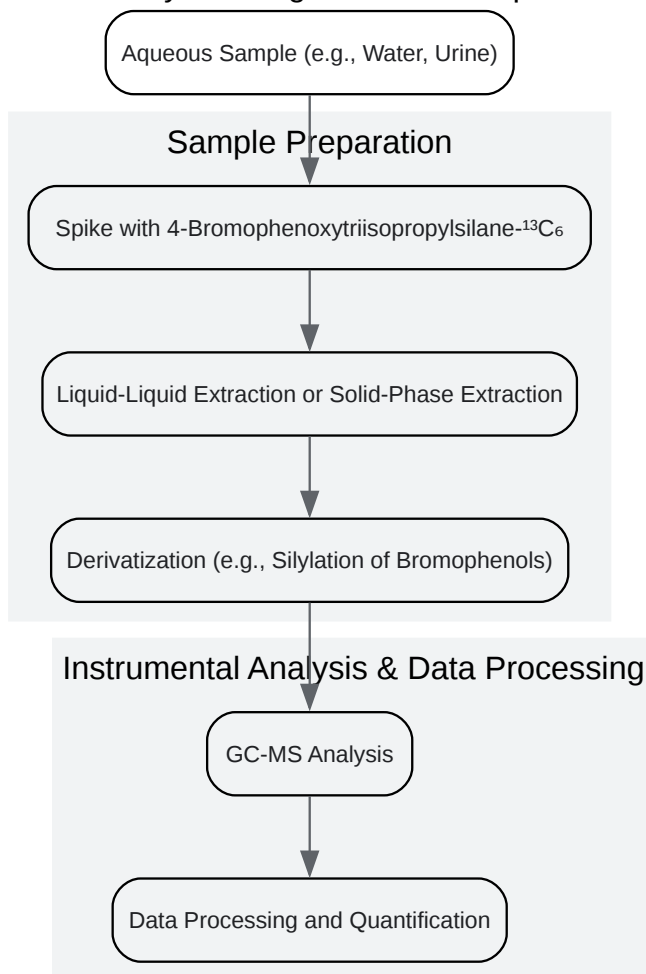 Aqueous Sample (e.g., Water, Urine)
Sample Preparation
Spike with 4-Bromophenoxytriisopropylsilane-¹³C₆
Liquid-Liquid Extraction or Solid-Phase Extraction
Derivatization (e.g., Silylation of Bromophenols)
Instrumental Analysis & Data Processing
GC-MS Analysis
Data Processing and Quantification